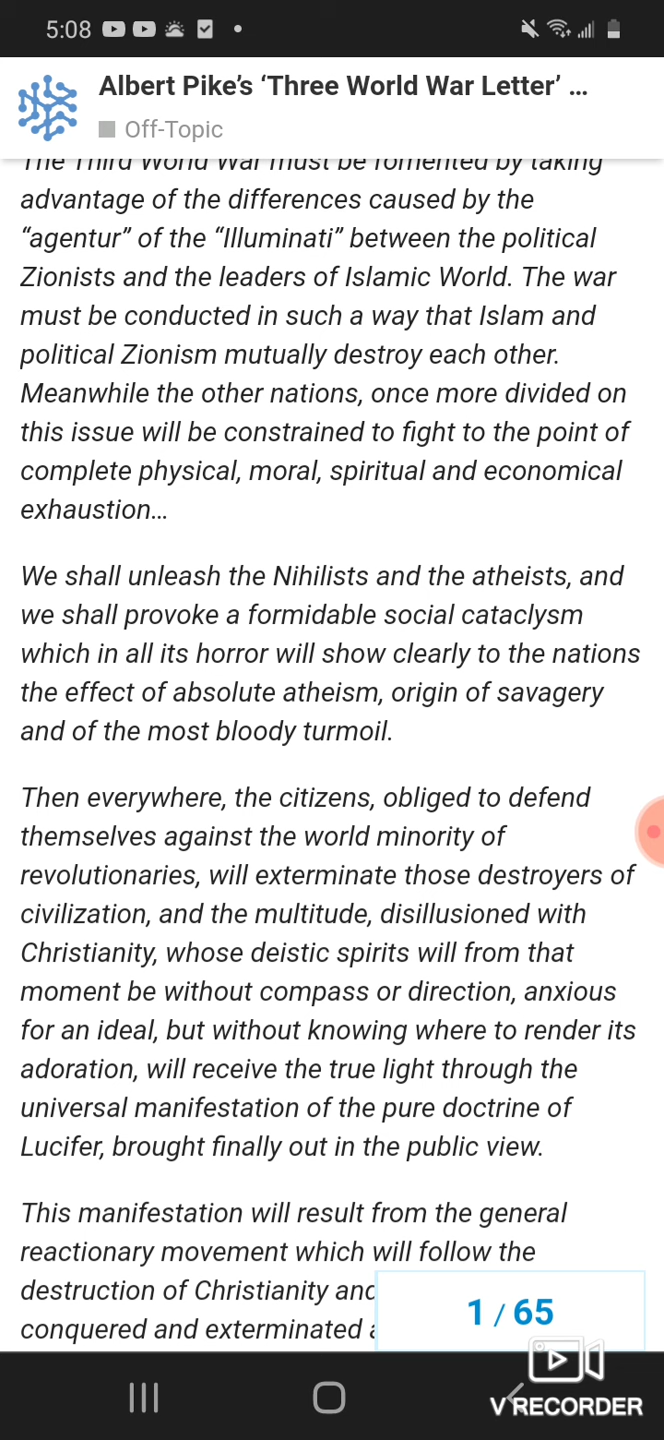 5:08
Albert Pike's ‘Three World War Letter’ ...
Off-Topic
The Third World War must be fomented by taking
advantage of the differences caused by the
“agentur” of the “Illuminati” between the political
Zionists and the leaders of Islamic World. The war
must be conducted in such a way that Islam and
political Zionism mutually destroy each other.
Meanwhile the other nations, once more divided on
this issue will be constrained to fight to the point of
complete physical, moral, spiritual and economical
exhaustion...
We shall unleash the Nihilists and the atheists, and
we shall provoke a formidable social cataclysm
which in all its horror will show clearly to the nations
the effect of absolute atheism, origin of savagery
and of the most bloody turmoil.
Then everywhere, the citizens, obliged to defend
themselves against the world minority of
revolutionaries, will exterminate those destroyers of
civilization, and the multitude, disillusioned with
Christianity, whose deistic spirits will from that
moment be without compass or direction, anxious
for an ideal, but without knowing where to render its
adoration, will receive the true light through the
universal manifestation of the pure doctrine of
Lucifer, brought finally out in the public view.
This manifestation will result from the general
reactionary movement which will follow the
destruction of Christianity and
conquered and exterminated
1 / 65
V RECORDER